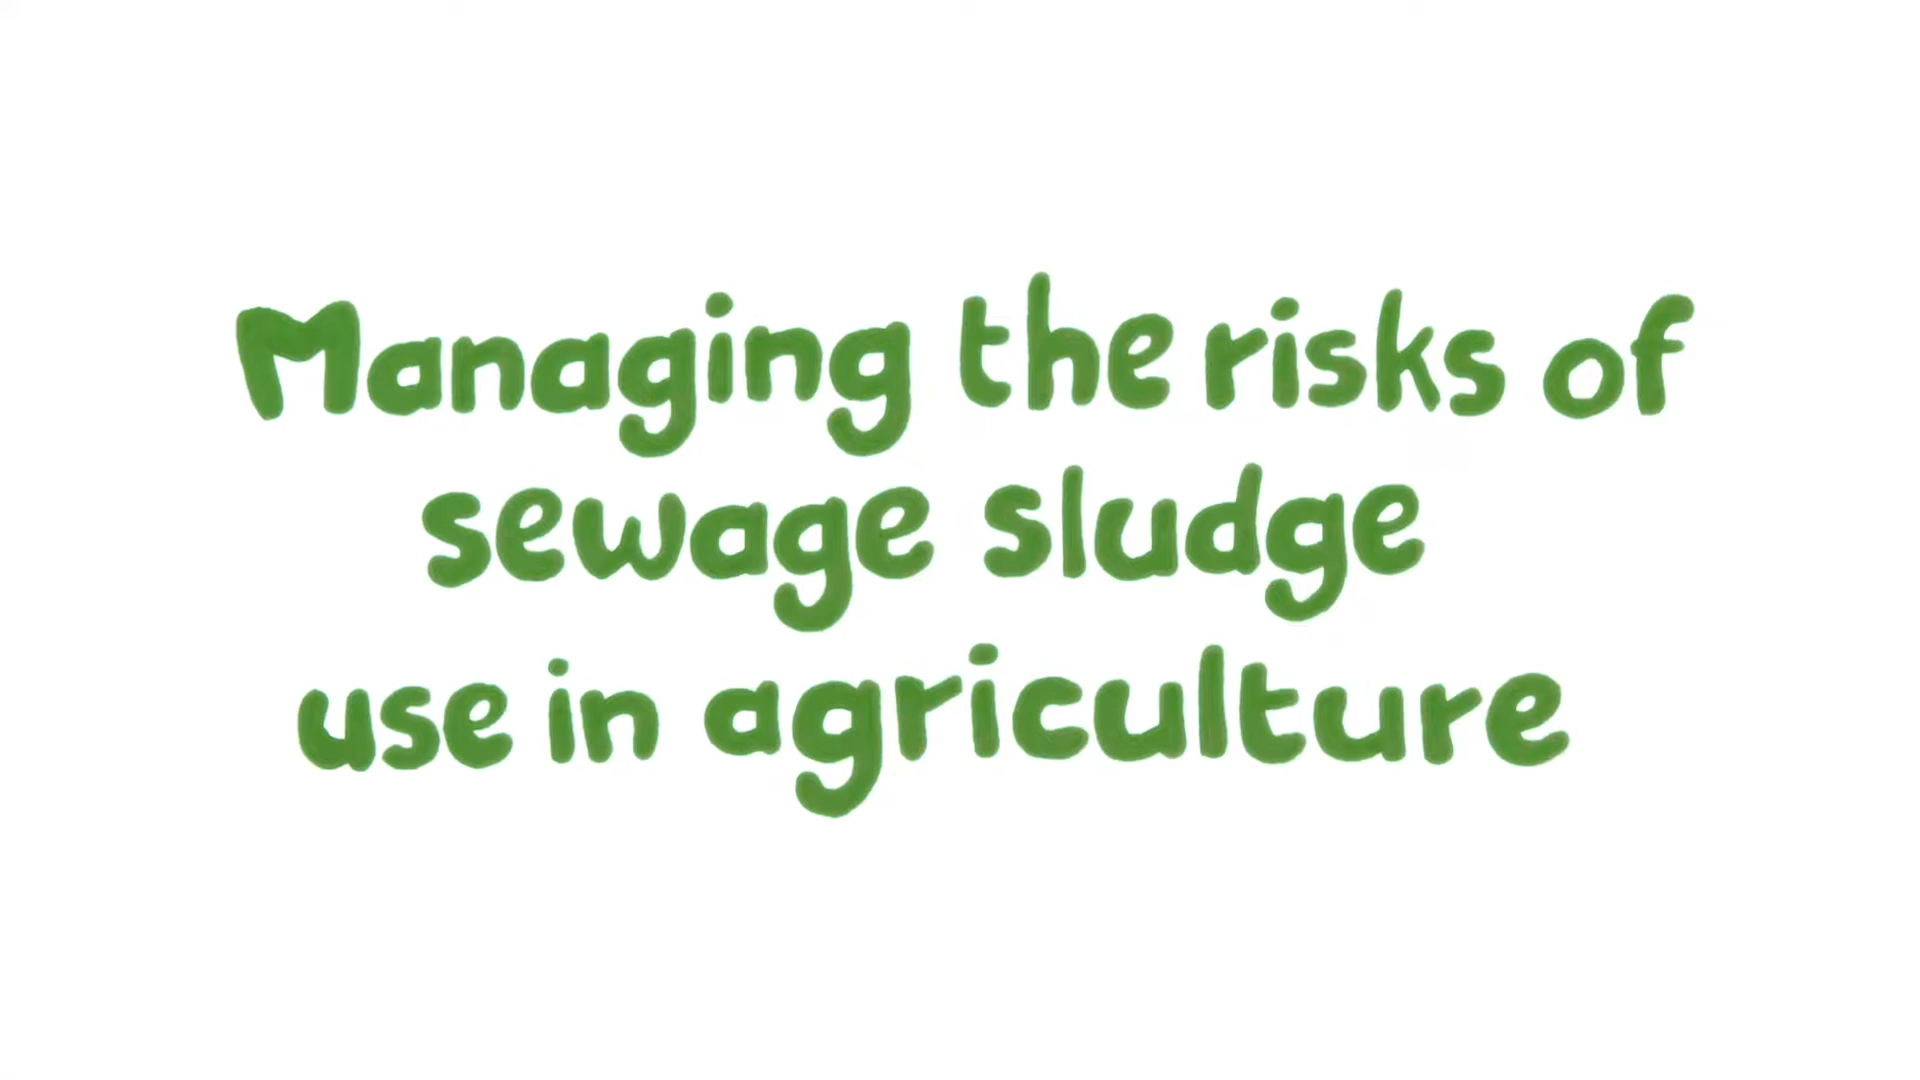 Managing the risks of
sewage sludge
use in agriculture